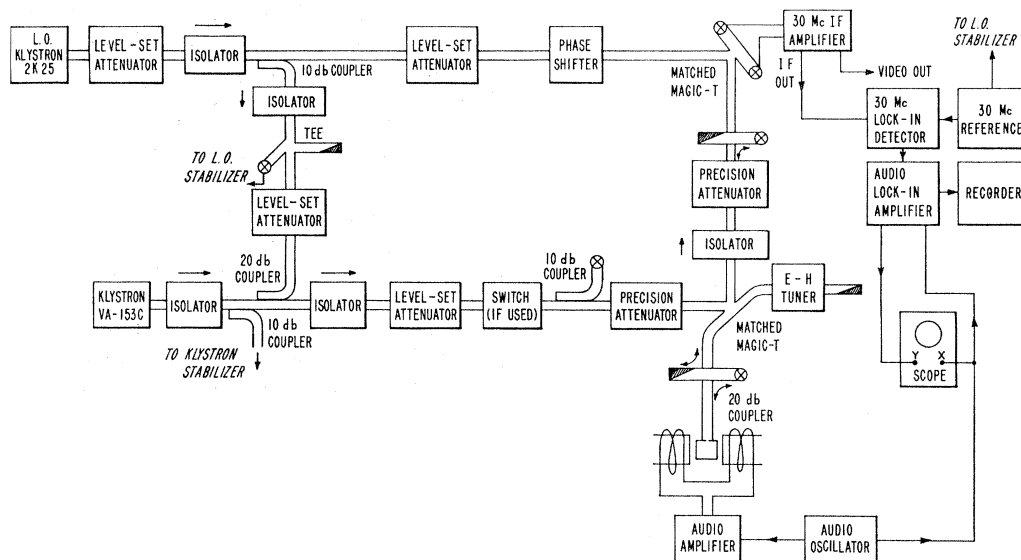 L.O.
KLYSTRON
2K25
LEVEL-SET
ATTENUATOR
ISOLATOR
10 db COUPLER
LEVEL-SET
ATTENUATOR
PHASE
SHIFTER
MATCHED
MAGIC-T
30 Mc IF
AMPLIFIER
IF
OUT
VIDEO OUT
TO L.O.
STABILIZER
30 Mc
LOCK-IN
DETECTOR
30 Mc
REFERENCE
ISOLATOR
TEE
TO L.O.
STABILIZER
LEVEL-SET
ATTENUATOR
PRECISION
ATTENUATOR
AUDIO
LOCK-IN
AMPLIFIER
RECORDER
ISOLATOR
20 db
COUPLER
10 db
COUPLER
E-H
TUNER
KLYSTRON
VA-153C
ISOLATOR
ISOLATOR
LEVEL-SET
ATTENUATOR
SWITCH
(IF USED)
PRECISION
ATTENUATOR
10 db
COUPLER
TO KLYSTRON
STABILIZER
MATCHED
MAGIC-T
Y X
SCOPE
20 db
COUPLER
AUDIO
AMPLIFIER
AUDIO
OSCILLATOR